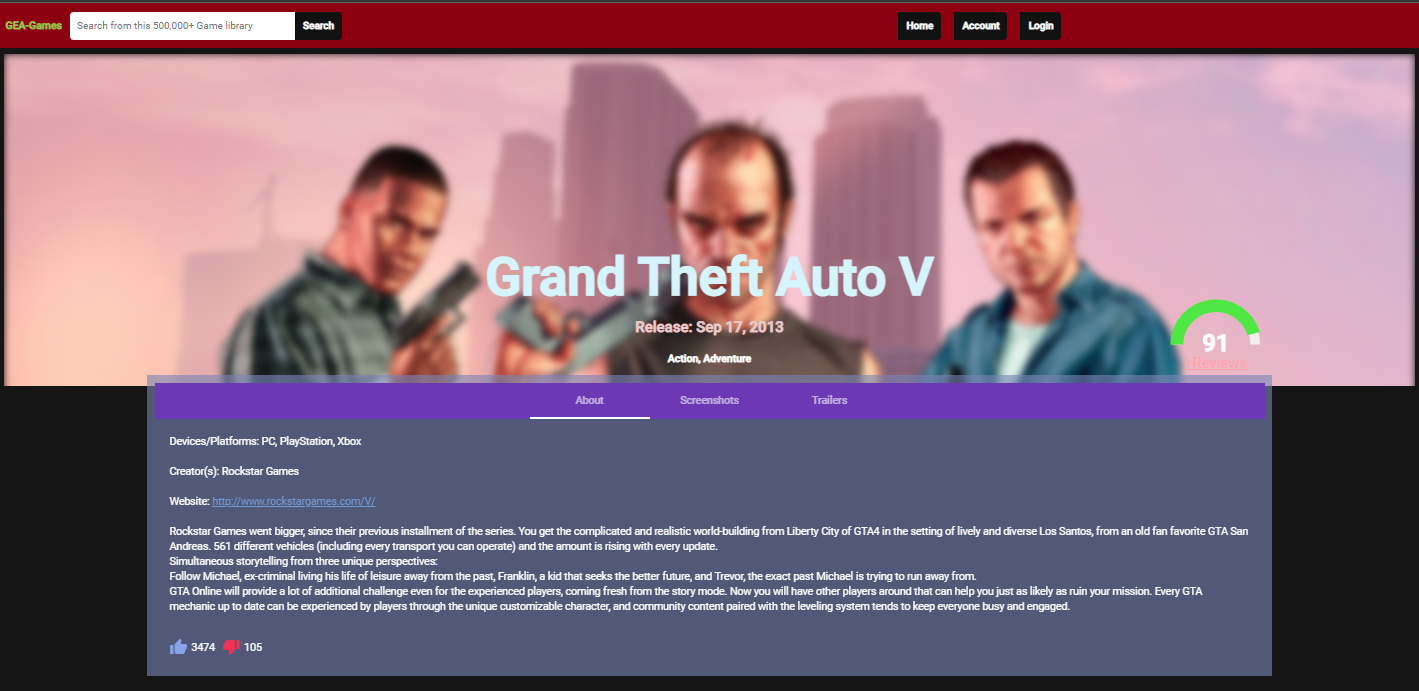 GEA-Games Search from this 500,000+ Game library Search Home Account Login
Grand Theft Auto V
Release: Sep 17, 2013
Action, Adventure
91
+Reviews
About Screenshots Trailers
Devices/Platforms: PC, PlayStation, Xbox
Creator(s): Rockstar Games
Website: http://www.rockstargames.com/V/
Rockstar Games went bigger, since their previous installment of the series. You get the complicated and realistic world-building from Liberty City of GTA4 in the setting of lively and diverse Los Santos, from an old fan favorite GTA San
Andreas. 561 different vehicles (including every transport you can operate) and the amount is rising with every update.
Simultaneous storytelling from three unique perspectives:
Follow Michael, ex-criminal living his life of leisure away from the past, Franklin, a kid that seeks the better future, and Trevor, the exact past Michael is trying to run away from.
GTA Online will provide a lot of additional challenge even for the experienced players, coming fresh from the story mode. Now you will have other players around that can help you just as likely as ruin your mission. Every GTA
mechanic up to date can be experienced by players through the unique customizable character, and community content paired with the leveling system tends to keep everyone busy and engaged.
3474 105